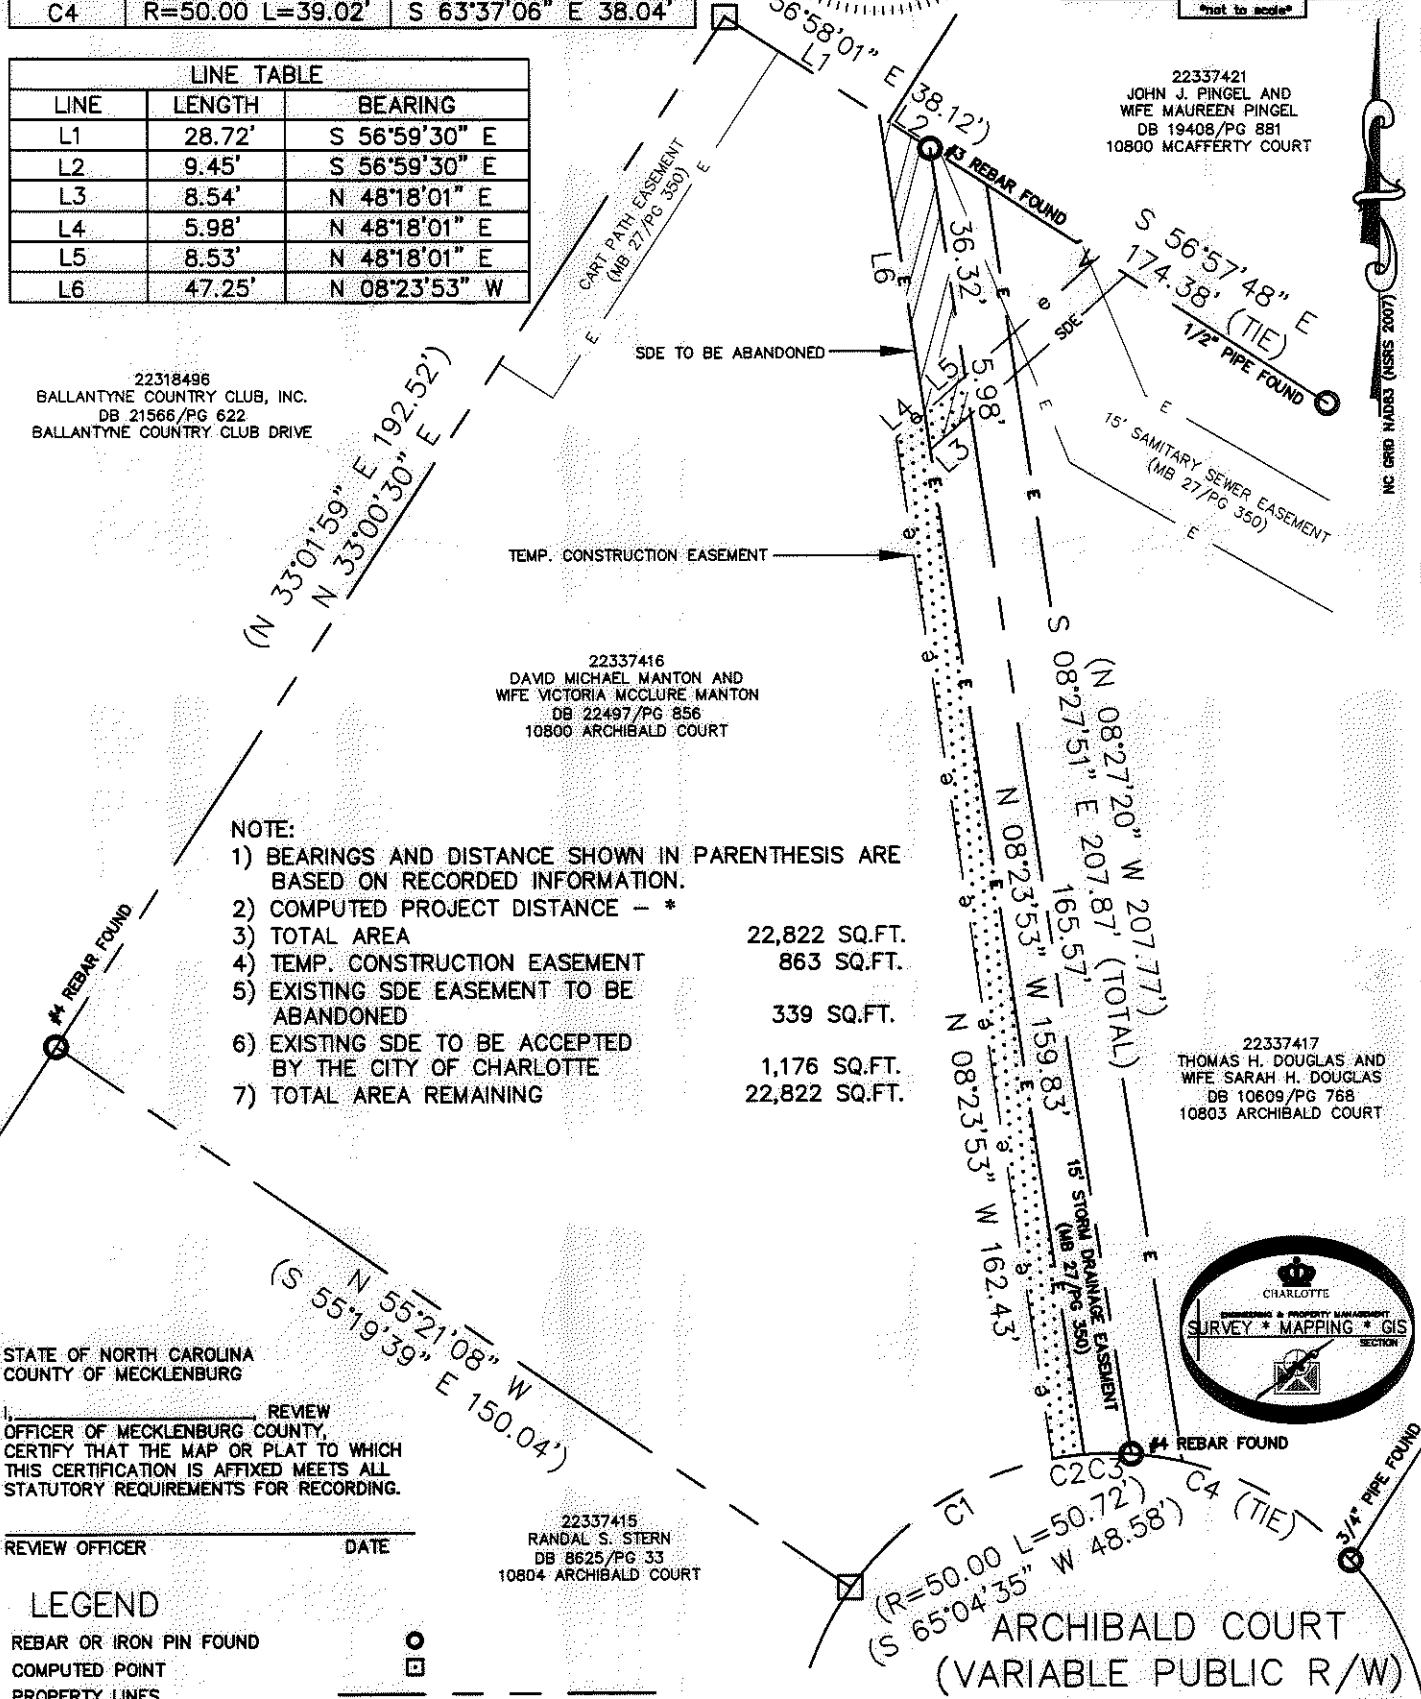 C4 R=50.00 L=39.02' S 63°37'06" E 38.04'
*not to scale*
LINE TABLE
LINE LENGTH BEARING
L1 28.72' S 56°59'30" E
L2 9.45' S 56°59'30" E
L3 8.54' N 48°18'01" E
L4 5.98' N 48°18'01" E
L5 8.53' N 48°18'01" E
L6 47.25' N 08°23'53" W
56°58'01" E 38.12')
L1
L2
#3 REBAR FOUND
22337421
JOHN J. PINGEL AND
WIFE MAUREEN PINGEL
DB 19408/PG 881
10800 MCAFFERTY COURT
NC GRID NAD83 (NSRS 2007)
CART PATH EASEMENT
(MB 27/PG 350)
E
E
L6
E
36.32'
E
S 56°57'48" E
174.38' (TIE)
1/2" PIPE FOUND
e
SDE
SDE TO BE ABANDONED
L5
5.98'
L4
e
L3
E
E
E
15' SAMITARY SEWER EASEMENT
(MB 27/PG 350)
E
E
22318496
BALLANTYNE COUNTRY CLUB, INC.
DB 21566/PG 622
BALLANTYNE COUNTRY CLUB DRIVE
(N 33°01'59" E 192.52')
N 33°00'30" E
TEMP. CONSTRUCTION EASEMENT
e
e
E
e
e
e
E
e
E
e
e
E
22337416
DAVID MICHAEL MANTON AND
WIFE VICTORIA MCCLURE MANTON
DB 22497/PG 856
10800 ARCHIBALD COURT
(N 08°27'20" W 207.77')
S 08°27'51" E 207.87' (TOTAL)
165.57'
N 08°23'53" W 159.83'
N 08°23'53" W 162.43'
NOTE:
1) BEARINGS AND DISTANCE SHOWN IN PARENTHESIS ARE
BASED ON RECORDED INFORMATION.
2) COMPUTED PROJECT DISTANCE – *
3) TOTAL AREA 22,822 SQ.FT.
4) TEMP. CONSTRUCTION EASEMENT 863 SQ.FT.
5) EXISTING SDE EASEMENT TO BE
ABANDONED 339 SQ.FT.
6) EXISTING SDE TO BE ACCEPTED
BY THE CITY OF CHARLOTTE 1,176 SQ.FT.
7) TOTAL AREA REMAINING 22,822 SQ.FT.
#4 REBAR FOUND
22337417
THOMAS H. DOUGLAS AND
WIFE SARAH H. DOUGLAS
DB 10609/PG 768
10803 ARCHIBALD COURT
15' STORM DRAINAGE EASEMENT
(MB 27/PG 350)
CHARLOTTE
ENGINEERING & PROPERTY MANAGEMENT
SURVEY * MAPPING * GIS
SECTION
N 55°21'08" W
(S 55°19'39" E 150.04')
STATE OF NORTH CAROLINA
COUNTY OF MECKLENBURG
I, REVIEW
OFFICER OF MECKLENBURG COUNTY,
CERTIFY THAT THE MAP OR PLAT TO WHICH
THIS CERTIFICATION IS AFFIXED MEETS ALL
STATUTORY REQUIREMENTS FOR RECORDING.
REVIEW OFFICER DATE
22337415
RANDAL S. STERN
DB 8625/PG 33
10804 ARCHIBALD COURT
#4 REBAR FOUND
C1
C2 C3
C4 (TIE)
3/4" PIPE FOUND
(R=50.00 L=50.72')
(S 65°04'35" W 48.58')
ARCHIBALD COURT
(VARIABLE PUBLIC R/W)
LEGEND
REBAR OR IRON PIN FOUND
COMPUTED POINT
PROPERTY LINES